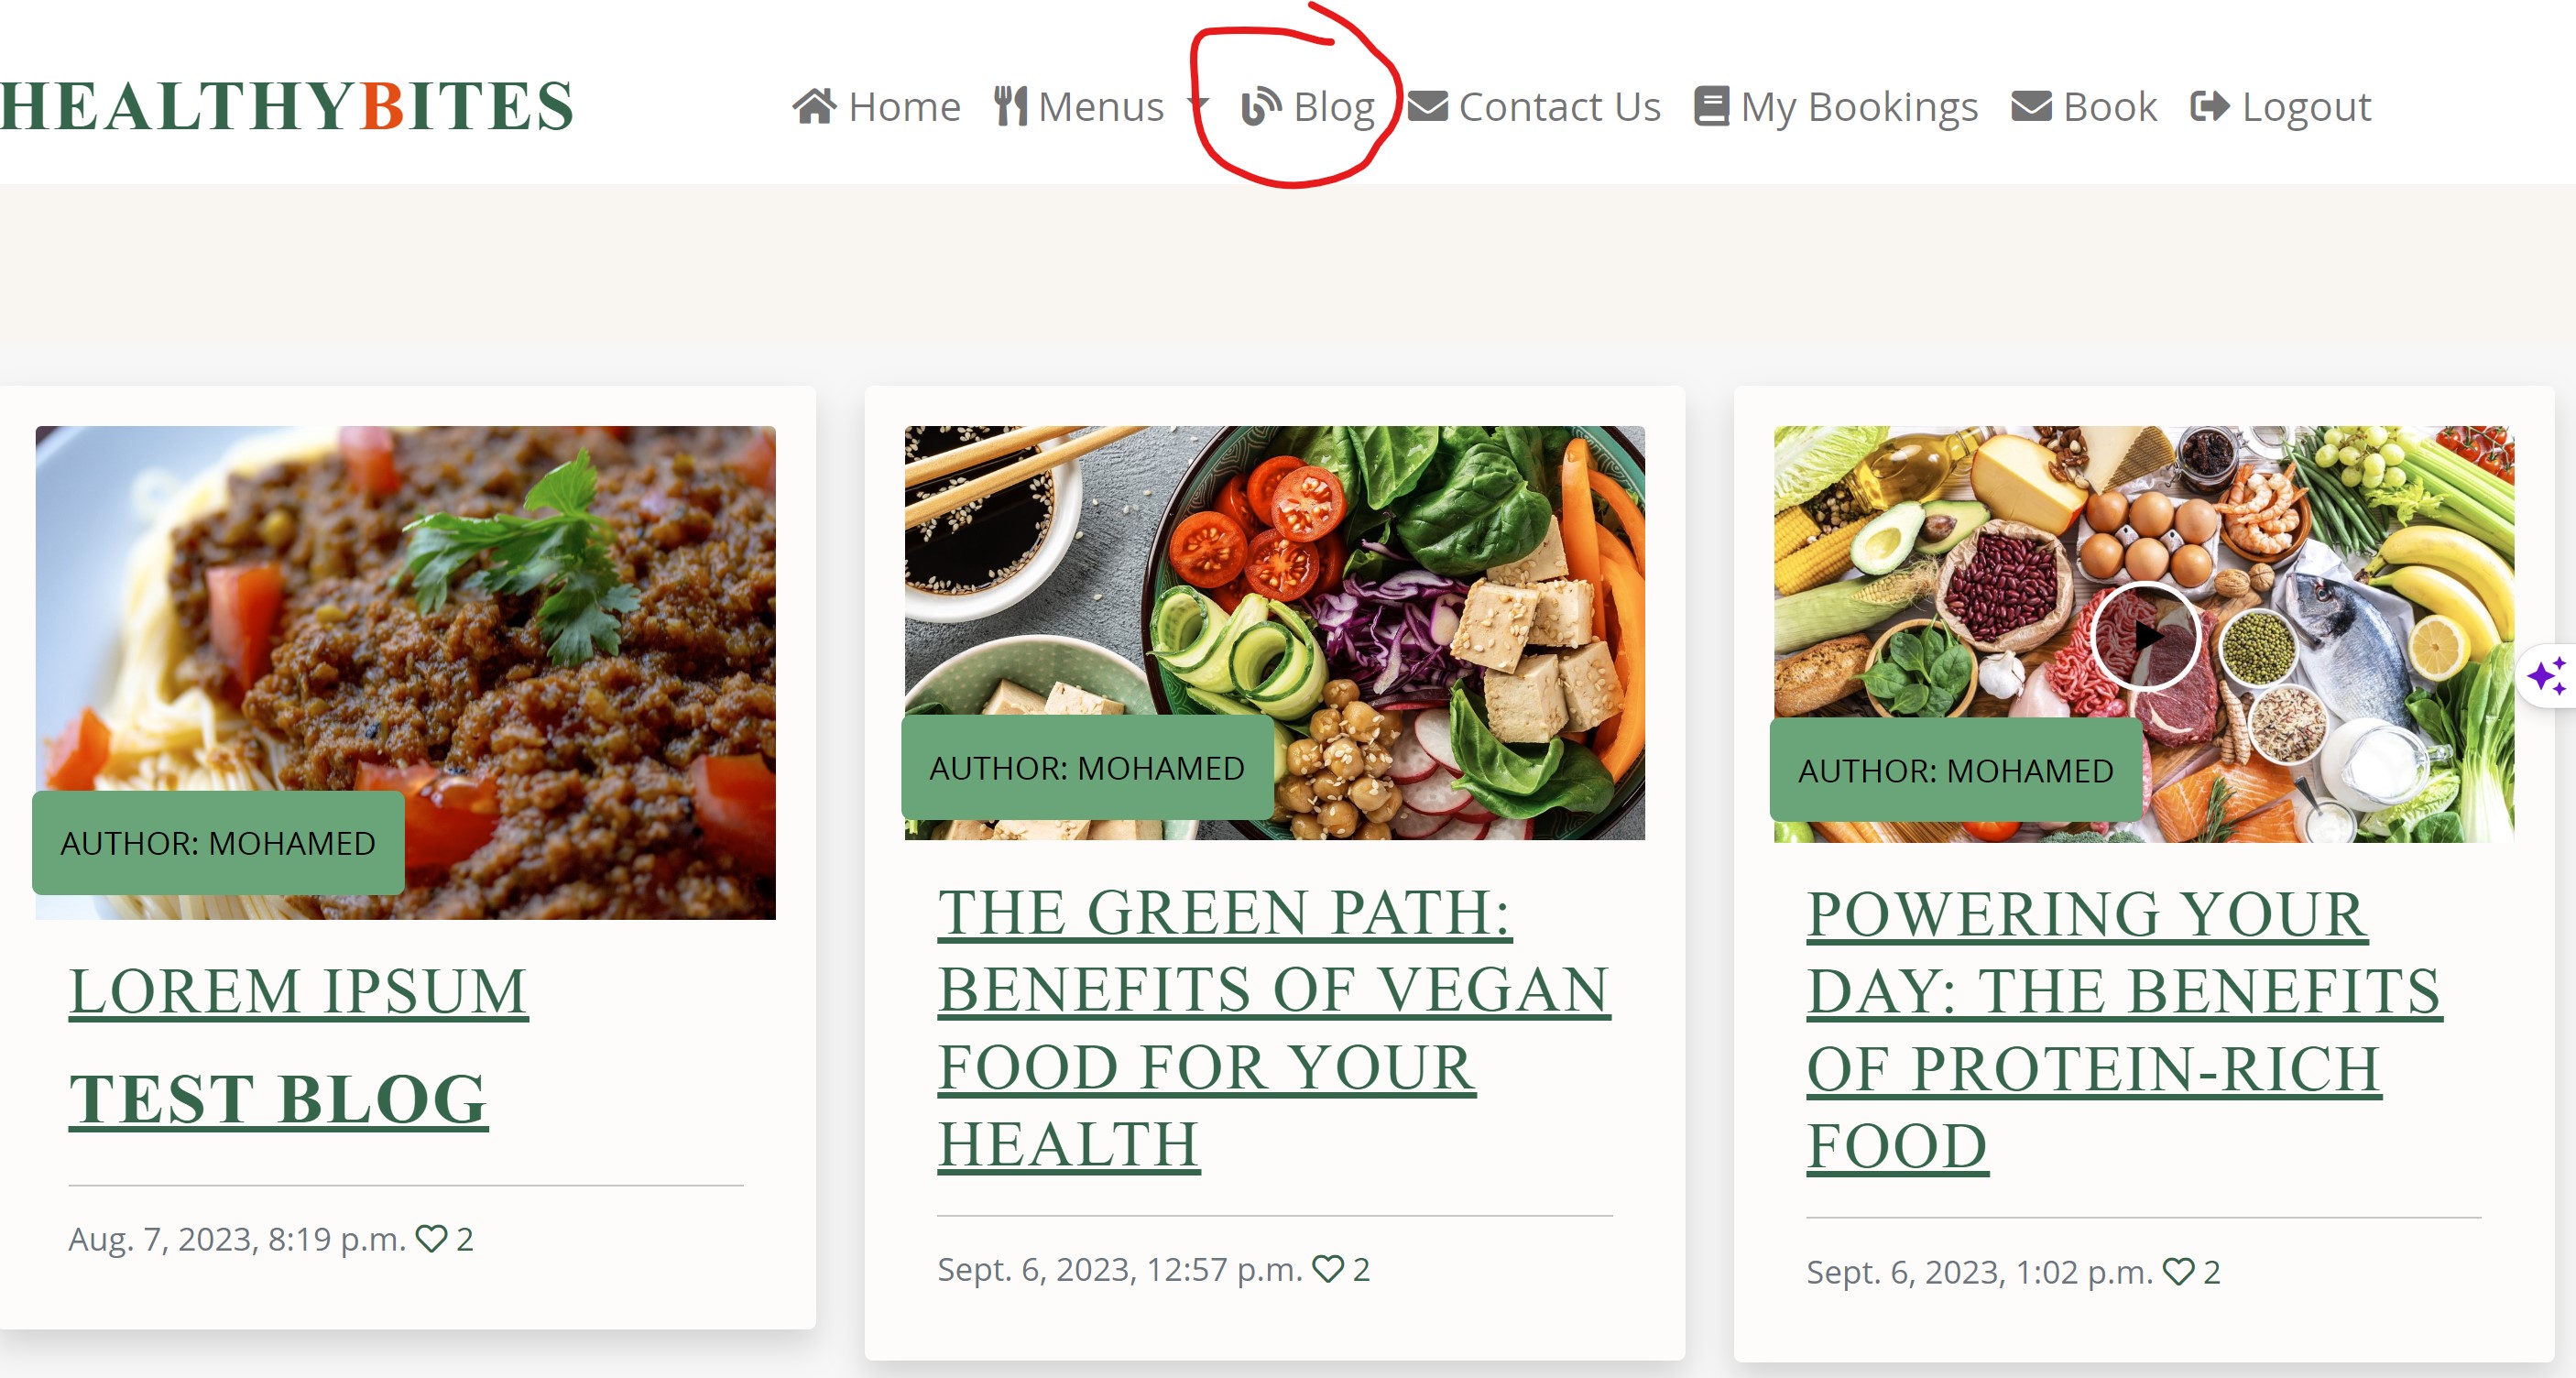 HEALTHYBITES
Home Menus Blog Contact Us My Bookings Book Logout
AUTHOR: MOHAMED
LOREM IPSUM
TEST BLOG
Aug. 7, 2023, 8:19 p.m. 2
AUTHOR: MOHAMED
THE GREEN PATH:
BENEFITS OF VEGAN
FOOD FOR YOUR
HEALTH
Sept. 6, 2023, 12:57 p.m. 2
AUTHOR: MOHAMED
POWERING YOUR
DAY: THE BENEFITS
OF PROTEIN-RICH
FOOD
Sept. 6, 2023, 1:02 p.m. 2